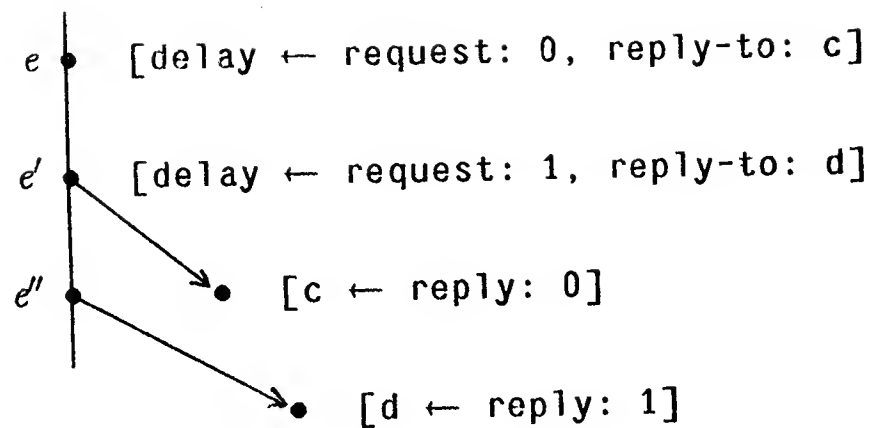 e [delay ← request: 0, reply-to: c]
e′ [delay ← request: 1, reply-to: d]
e″ [c ← reply: 0]
[d ← reply: 1]